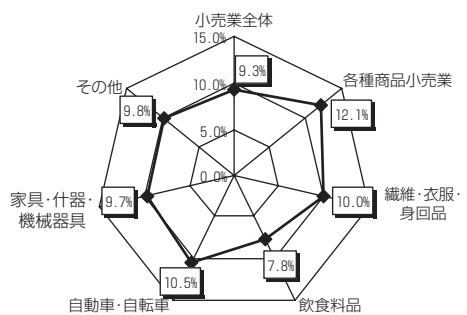 小売業全体
15.0%
10.0%
5.0%
0.0%
9.3%
各種商品小売業
12.1%
繊維・衣服・
身回品
10.0%
飲食料品
7.8%
自動車・自転車
10.5%
家具・什器・
機械器具
9.7%
その他
9.8%